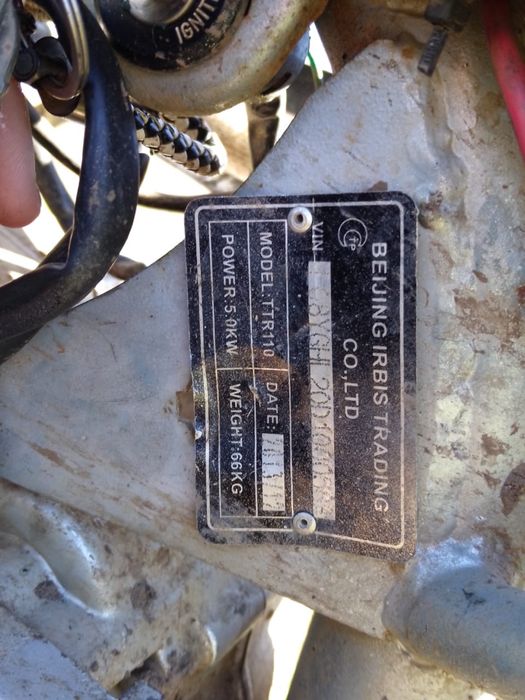 IGNITI
BEIJING IRBIS TRADING
CO.,LTD
VIN
MODEL:TTR110 DATE:
POWER:5.0KW WEIGHT:66KG